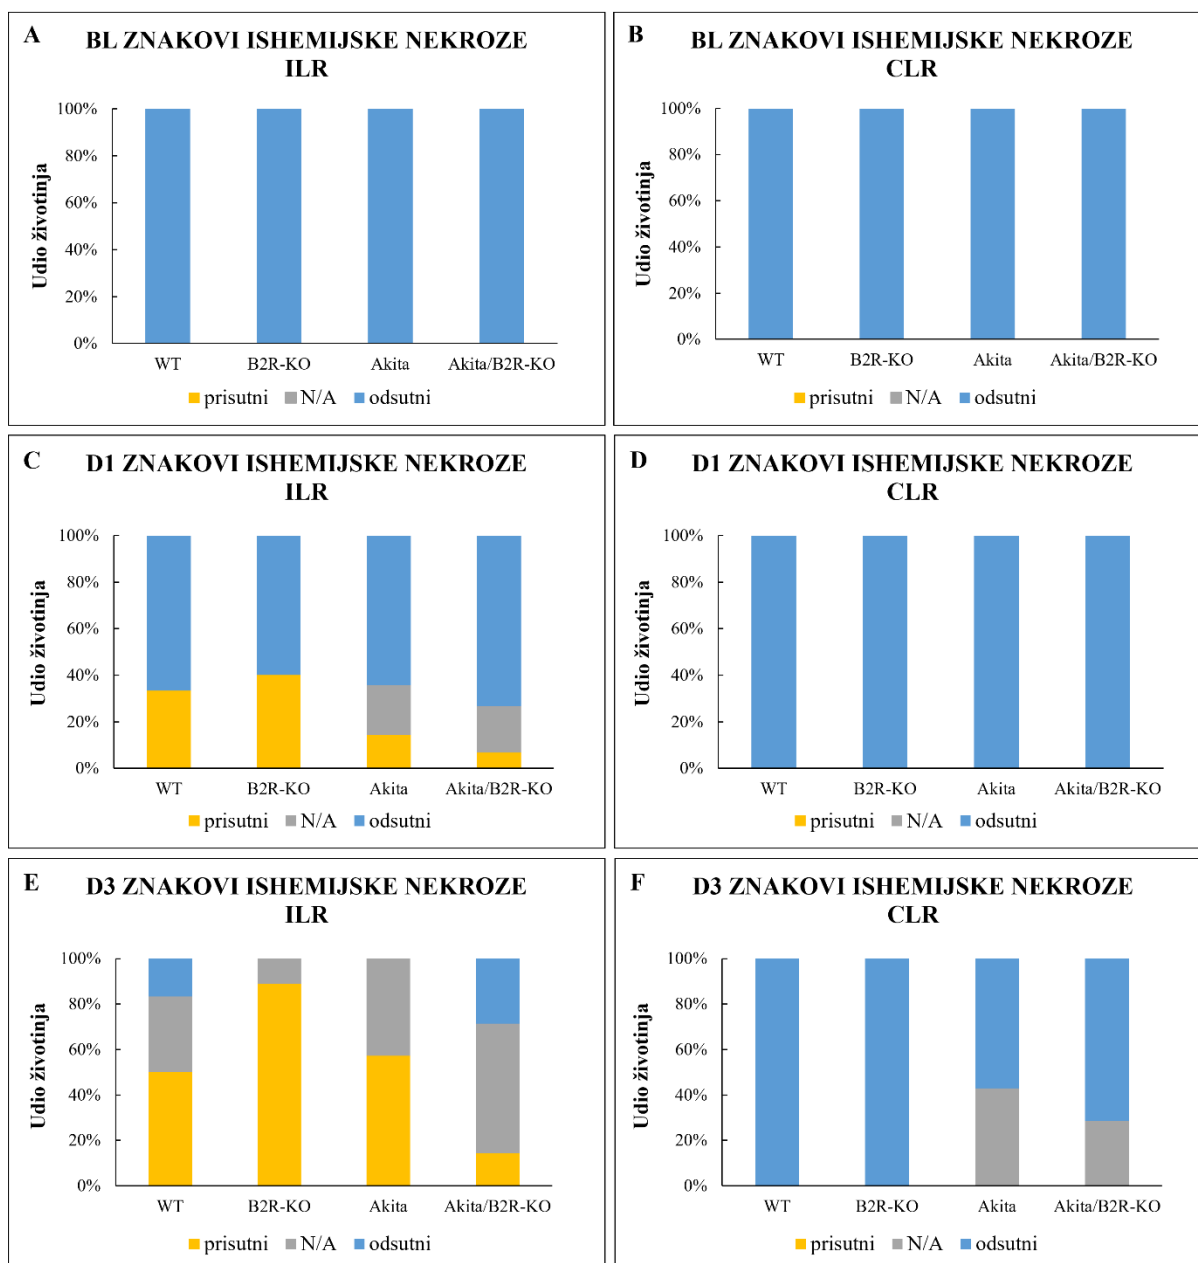 A
BL ZNAKOVI ISHEMIJSKE NEKROZE
ILR
Udio životinja
100%
80%
60%
40%
20%
0%
WT B2R-KO Akita Akita/B2R-KO
prisutni N/A odsutni
B
BL ZNAKOVI ISHEMIJSKE NEKROZE
CLR
Udio životinja
100%
80%
60%
40%
20%
0%
WT B2R-KO Akita Akita/B2R-KO
prisutni N/A odsutni
C
D1 ZNAKOVI ISHEMIJSKE NEKROZE
ILR
Udio životinja
100%
80%
60%
40%
20%
0%
WT B2R-KO Akita Akita/B2R-KO
prisutni N/A odsutni
D
D1 ZNAKOVI ISHEMIJSKE NEKROZE
CLR
Udio životinja
100%
80%
60%
40%
20%
0%
WT B2R-KO Akita Akita/B2R-KO
prisutni N/A odsutni
E
D3 ZNAKOVI ISHEMIJSKE NEKROZE
ILR
Udio životinja
100%
80%
60%
40%
20%
0%
WT B2R-KO Akita Akita/B2R-KO
prisutni N/A odsutni
F
D3 ZNAKOVI ISHEMIJSKE NEKROZE
CLR
Udio životinja
100%
80%
60%
40%
20%
0%
WT B2R-KO Akita Akita/B2R-KO
prisutni N/A odsutni